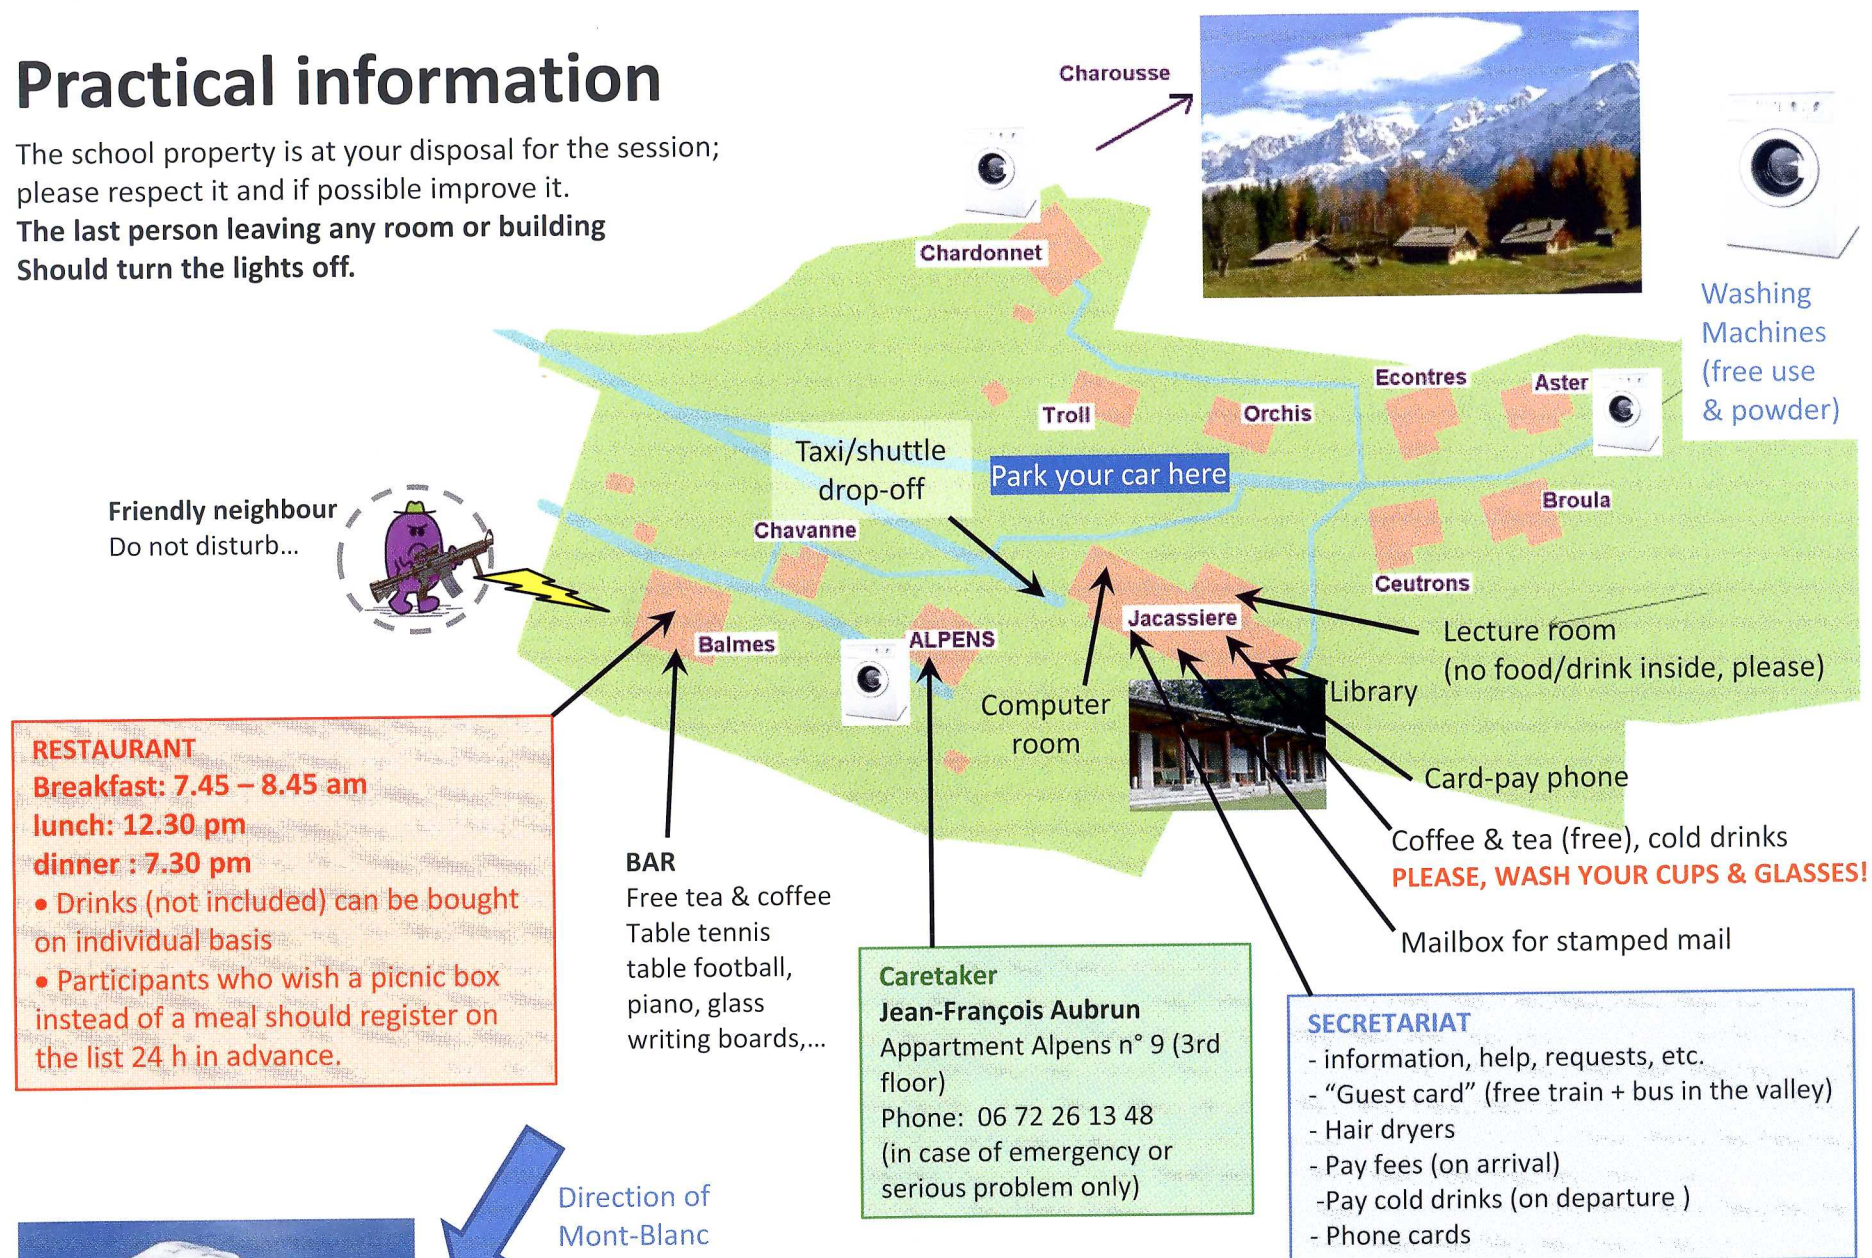 Practical information
The school property is at your disposal for the session;
please respect it and if possible improve it.
The last person leaving any room or building
Should turn the lights off.
Charousse
Chardonnet
Washing
Machines
(free use
& powder)
Econtres
Aster
Troll
Orchis
Taxi/shuttle
drop-off
Park your car here
Broula
Friendly neighbour
Do not disturb...
Chavanne
Ceutrons
Jacassiere
Balmes
ALPENS
Lecture room
(no food/drink inside, please)
Computer
room
Library
Card-pay phone
Coffee & tea (free), cold drinks
PLEASE, WASH YOUR CUPS & GLASSES!
Mailbox for stamped mail
RESTAURANT
Breakfast: 7.45 – 8.45 am
lunch: 12.30 pm
dinner : 7.30 pm
• Drinks (not included) can be bought
on individual basis
• Participants who wish a picnic box
instead of a meal should register on
the list 24 h in advance.
BAR
Free tea & coffee
Table tennis
table football,
piano, glass
writing boards,...
Caretaker
Jean-François Aubrun
Appartment Alpens n° 9 (3rd
floor)
Phone: 06 72 26 13 48
(in case of emergency or
serious problem only)
SECRETARIAT
- information, help, requests, etc.
- “Guest card” (free train + bus in the valley)
- Hair dryers
- Pay fees (on arrival)
-Pay cold drinks (on departure )
- Phone cards
Direction of
Mont-Blanc